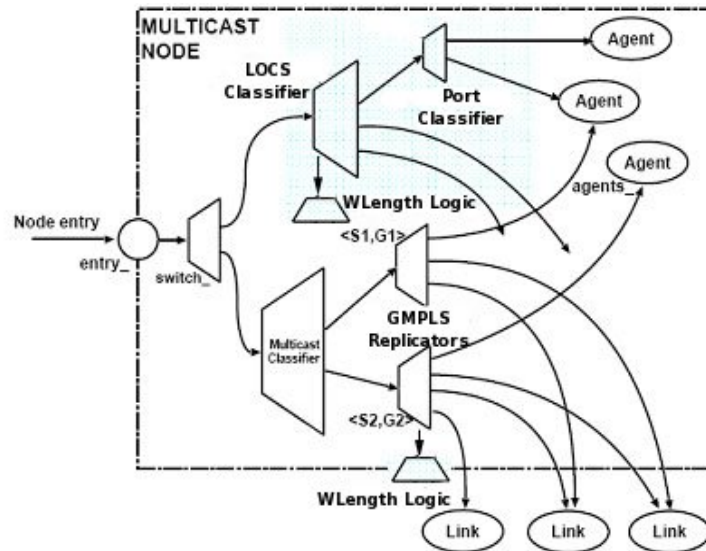 MULTICAST
NODE
LOCS
Classifier
Port
Classifier
Agent
Agent
Agent
agents_
WLength Logic
Node entry
entry_
switch_
<S1,G1>
GMPLS
Replicators
Multicast
Classifier
<S2,G2>
WLength Logic
Link
Link
Link